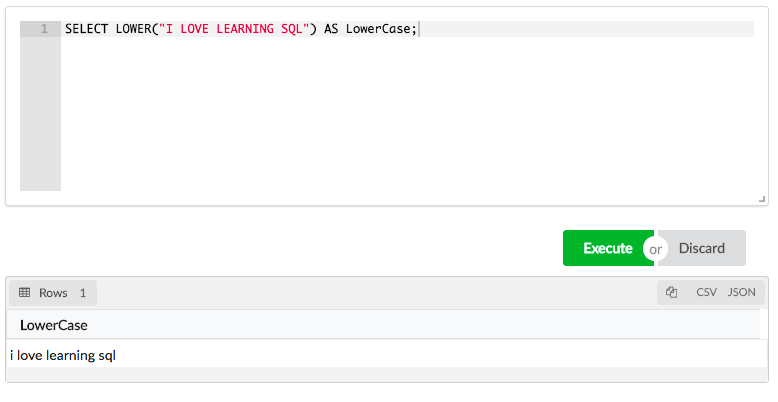 1 SELECT LOWER("I LOVE LEARNING SQL") AS LowerCase;
Execute or Discard
Rows 1 CSV JSON
LowerCase
i love learning sql